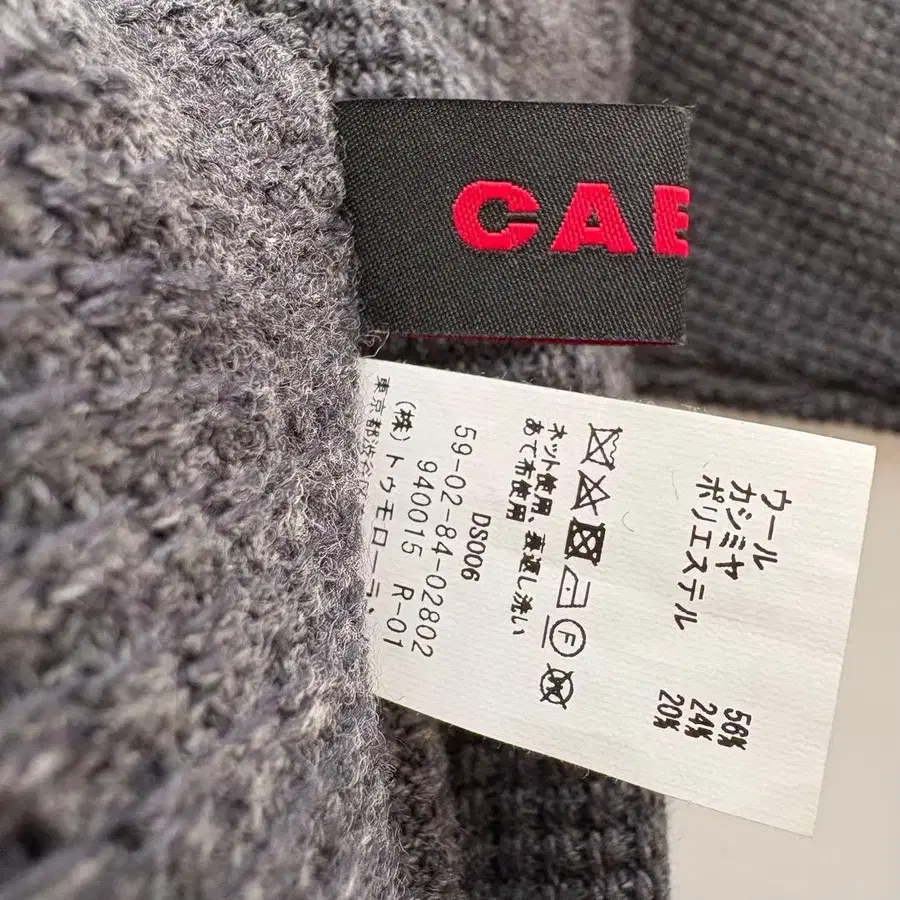 CAB
ウール 56%
カシミヤ 24%
ポリエステル 20%
ネット使用、裏返し洗い
あて布使用
DS006
59-02-84-02802
940015 R-01
(株)トゥモローラン
東京都渋谷区